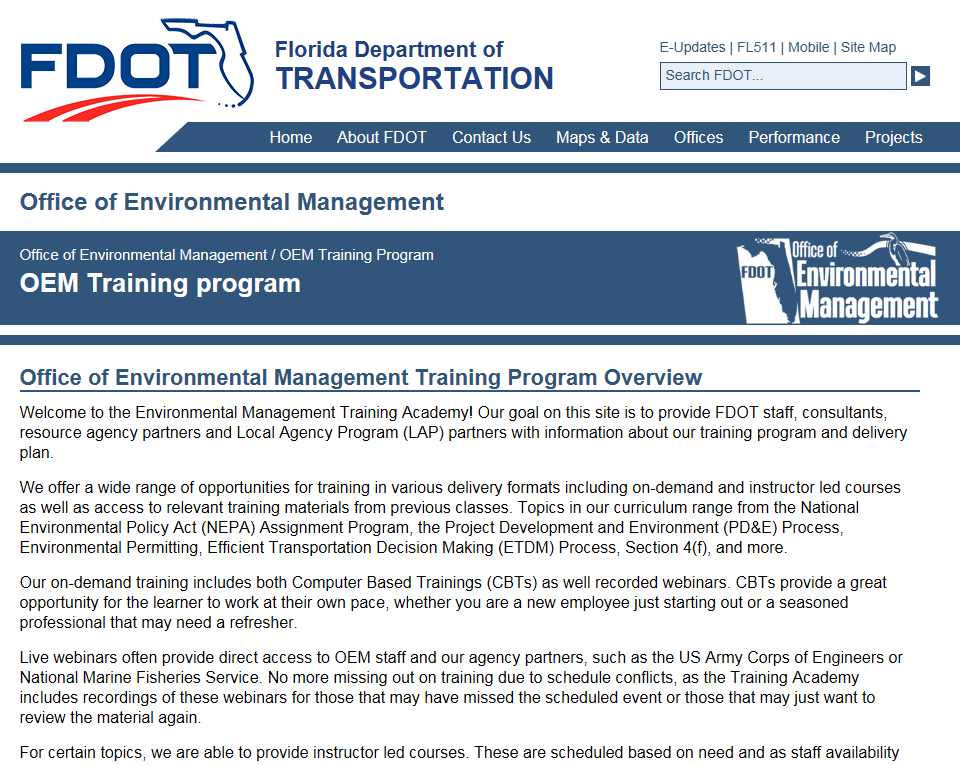 FDOT
Florida Department of
TRANSPORTATION
E-Updates | FL511 | Mobile | Site Map
Search FDOT...
Home About FDOT Contact Us Maps & Data Offices Performance Projects
Office of Environmental Management
Office of Environmental Management / OEM Training Program
OEM Training program
FDOT
Office of
Environmental
Management
Office of Environmental Management Training Program Overview
Welcome to the Environmental Management Training Academy! Our goal on this site is to provide FDOT staff, consultants,
resource agency partners and Local Agency Program (LAP) partners with information about our training program and delivery
plan.
We offer a wide range of opportunities for training in various delivery formats including on-demand and instructor led courses
as well as access to relevant training materials from previous classes. Topics in our curriculum range from the National
Environmental Policy Act (NEPA) Assignment Program, the Project Development and Environment (PD&E) Process,
Environmental Permitting, Efficient Transportation Decision Making (ETDM) Process, Section 4(f), and more.
Our on-demand training includes both Computer Based Trainings (CBTs) as well recorded webinars. CBTs provide a great
opportunity for the learner to work at their own pace, whether you are a new employee just starting out or a seasoned
professional that may need a refresher.
Live webinars often provide direct access to OEM staff and our agency partners, such as the US Army Corps of Engineers or
National Marine Fisheries Service. No more missing out on training due to schedule conflicts, as the Training Academy
includes recordings of these webinars for those that may have missed the scheduled event or those that may just want to
review the material again.
For certain topics, we are able to provide instructor led courses. These are scheduled based on need and as staff availability